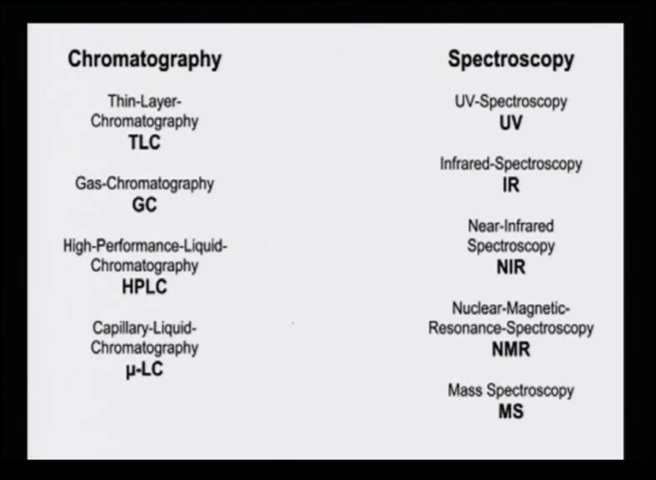 Chromatography
Thin-Layer-
Chromatography
TLC
Gas-Chromatography
GC
High-Performance-Liquid-
Chromatography
HPLC
Capillary-Liquid-
Chromatography
µ-LC
Spectroscopy
UV-Spectroscopy
UV
Infrared-Spectroscopy
IR
Near-Infrared
Spectroscopy
NIR
Nuclear-Magnetic-
Resonance-Spectroscopy
NMR
Mass Spectroscopy
MS